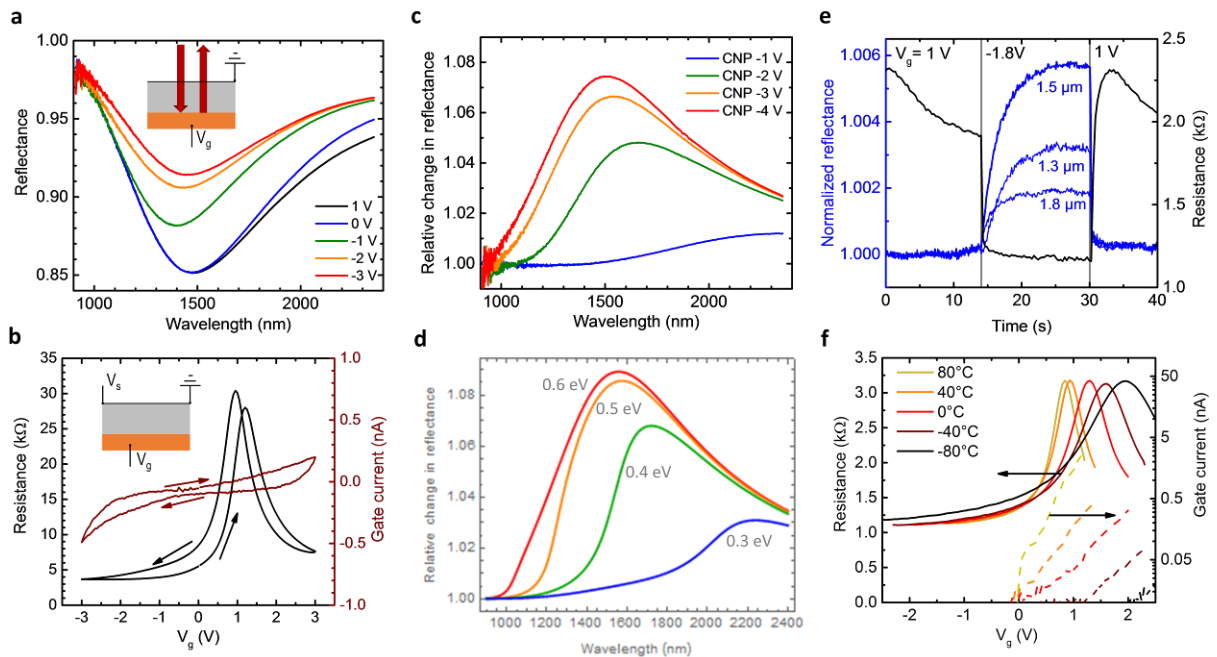 a
1.00
0.95
0.90
0.85
Reflectance
V_g
1 V
0 V
-1 V
-2 V
-3 V
1000 1500 2000
Wavelength (nm)
b
35
30
25
20
15
10
5
0
Resistance (kΩ)
V_s
V_g
1.0
0.5
0.0
-0.5
-1.0
Gate current (nA)
-3 -2 -1 0 1 2 3
V_g (V)
c
1.08
1.06
1.04
1.02
1.00
Relative change in reflectance
CNP -1 V
CNP -2 V
CNP -3 V
CNP -4 V
1000 1500 2000
Wavelength (nm)
d
1.08
1.06
1.04
1.02
1.00
Relative change in reflectance
0.6 eV
0.5 eV
0.4 eV
0.3 eV
1000 1200 1400 1600 1800 2000 2200 2400
Wavelength (nm)
e
1.006
1.004
1.002
1.000
Normalized reflectance
V_g = 1 V
-1.8V
1 V
1.5 µm
1.3 µm
1.8 µm
2.5
2.0
1.5
1.0
Resistance (kΩ)
0 10 20 30 40
Time (s)
f
3.5
3.0
2.5
2.0
1.5
1.0
0.5
0.0
Resistance (kΩ)
80°C
40°C
0°C
-40°C
-80°C
50
5
0.5
0.05
Gate current (nA)
-2 -1 0 1 2
V_g (V)